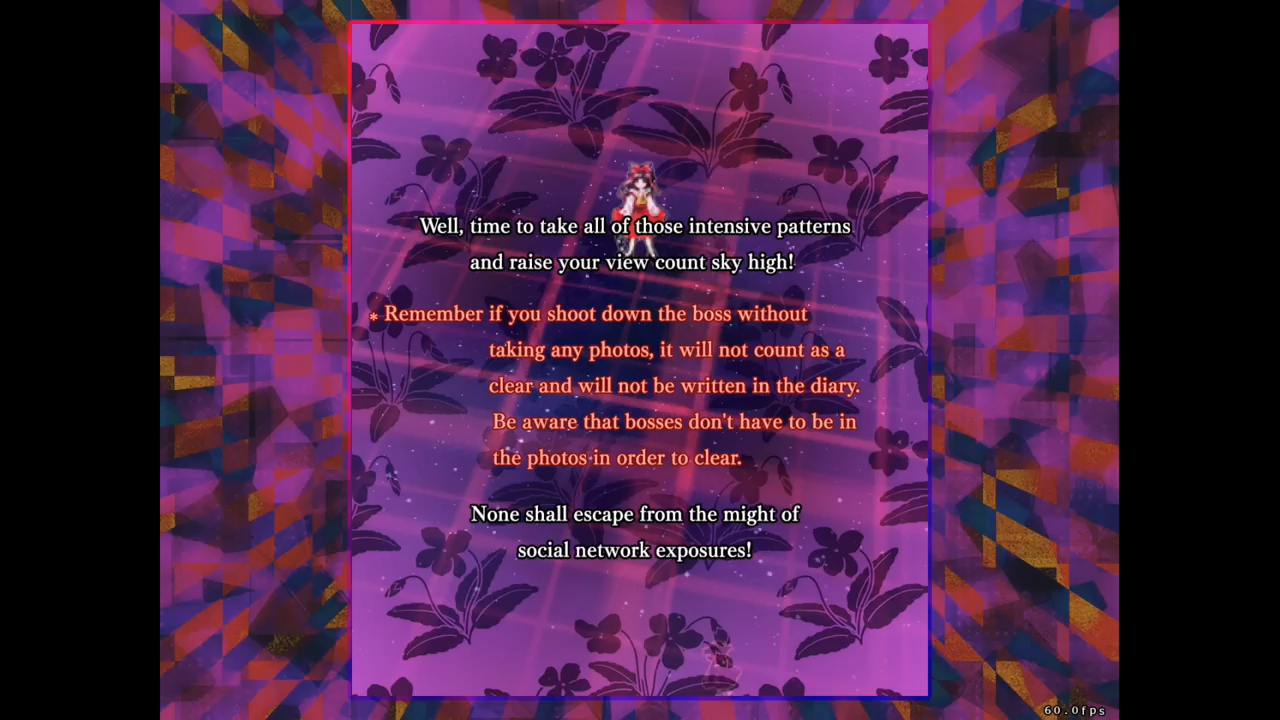 Well, time to take all of those intensive patterns
and raise your view count sky high!
* Remember if you shoot down the boss without
taking any photos, it will not count as a
clear and will not be written in the diary.
Be aware that bosses don't have to be in
the photos in order to clear.
None shall escape from the might of
social network exposures!
60.0fps